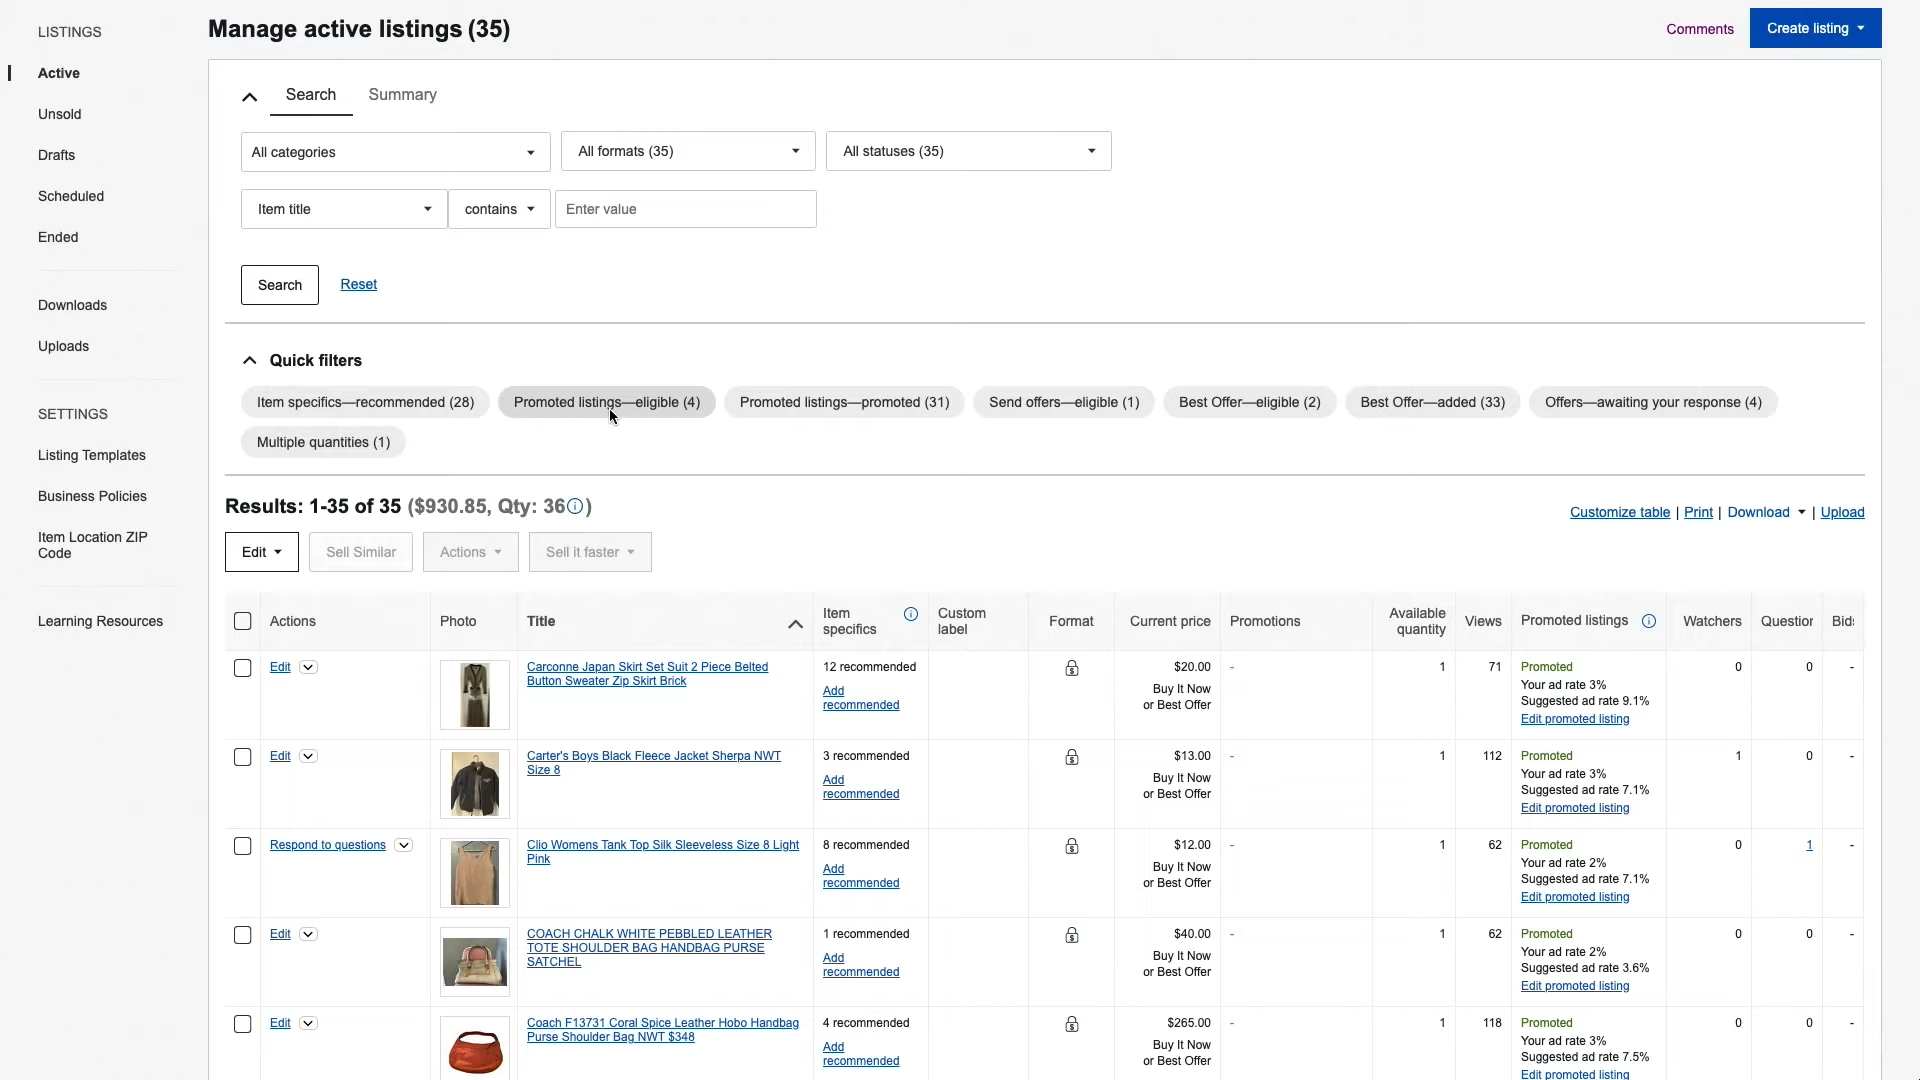 LISTINGS
Active
Unsold
Drafts
Scheduled
Ended
Downloads
Uploads
SETTINGS
Listing Templates
Business Policies
Item Location ZIP
Code
Learning Resources
Manage active listings (35)
Comments
Create listing
Search Summary
All categories All formats (35) All statuses (35)
Item title contains Enter value
Search Reset
Quick filters
Item specifics—recommended (28) Promoted listings—eligible (4) Promoted listings—promoted (31) Send offers—eligible (1) Best Offer—eligible (2) Best Offer—added (33) Offers—awaiting your response (4)
Multiple quantities (1)
Results: 1-35 of 35 ($930.85, Qty: 36)
Customize table | Print | Download | Upload
Edit Sell Similar Actions Sell it faster
Actions Photo Title Item specifics Custom label Format Current price Promotions Available quantity Views Promoted listings Watchers Question Bids
Edit
Carconne Japan Skirt Set Suit 2 Piece Belted
Button Sweater Zip Skirt Brick
12 recommended
Add
recommended
$20.00
Buy It Now
or Best Offer
-
1
71
Promoted
Your ad rate 3%
Suggested ad rate 9.1%
Edit promoted listing
0
0
-
Edit
Carter's Boys Black Fleece Jacket Sherpa NWT
Size 8
3 recommended
Add
recommended
$13.00
Buy It Now
or Best Offer
-
1
112
Promoted
Your ad rate 3%
Suggested ad rate 7.1%
Edit promoted listing
1
0
-
Respond to questions
Clio Womens Tank Top Silk Sleeveless Size 8 Light
Pink
8 recommended
Add
recommended
$12.00
Buy It Now
or Best Offer
-
1
62
Promoted
Your ad rate 2%
Suggested ad rate 7.1%
Edit promoted listing
0
1
-
Edit
COACH CHALK WHITE PEBBLED LEATHER
TOTE SHOULDER BAG HANDBAG PURSE
SATCHEL
1 recommended
Add
recommended
$40.00
Buy It Now
or Best Offer
-
1
62
Promoted
Your ad rate 2%
Suggested ad rate 3.6%
Edit promoted listing
0
0
-
Edit
Coach F13731 Coral Spice Leather Hobo Handbag
Purse Shoulder Bag NWT $348
4 recommended
Add
recommended
$265.00
Buy It Now
or Best Offer
-
1
118
Promoted
Your ad rate 3%
Suggested ad rate 7.5%
Edit promoted listing
0
0
-